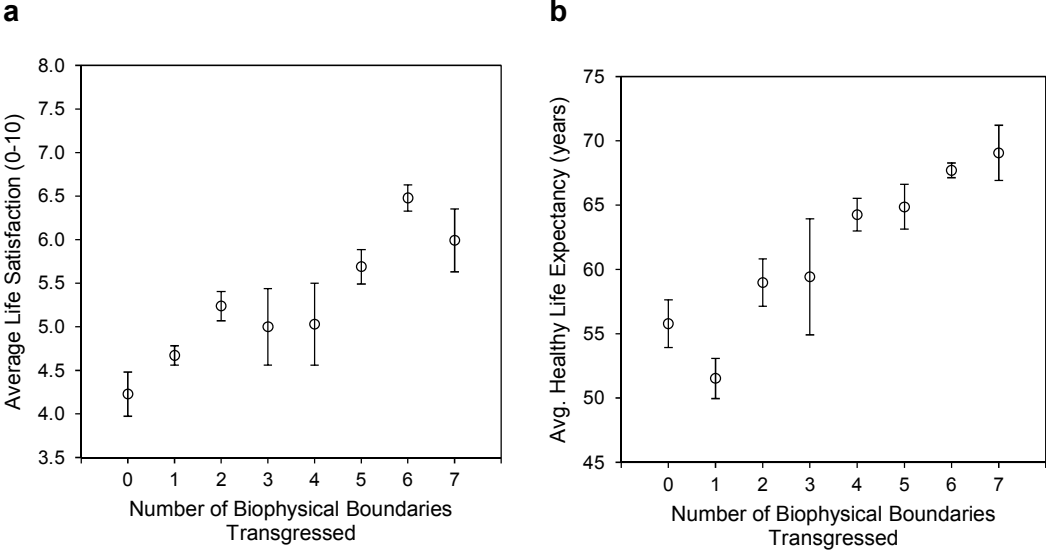 a
Average Life Satisfaction (0-10)
8.0
7.5
7.0
6.5
6.0
5.5
5.0
4.5
4.0
3.5
0 1 2 3 4 5 6 7
Number of Biophysical Boundaries
Transgressed
b
Avg. Healthy Life Expectancy (years)
75
70
65
60
55
50
45
0 1 2 3 4 5 6 7
Number of Biophysical Boundaries
Transgressed